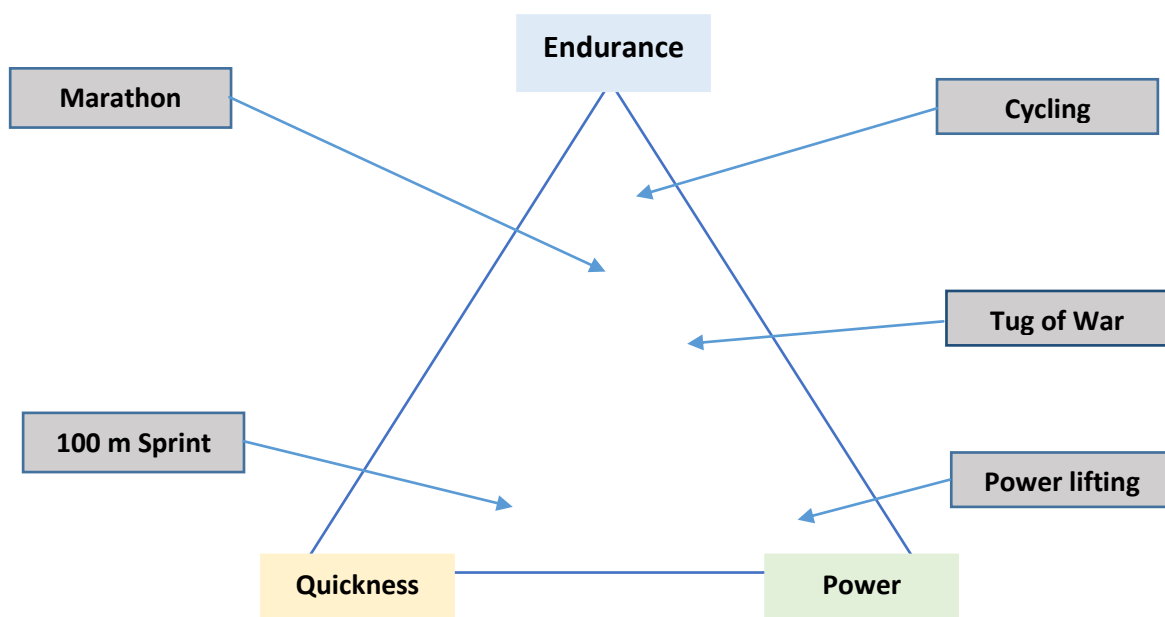 Endurance
Marathon
Cycling
Tug of War
100 m Sprint
Power lifting
Quickness
Power